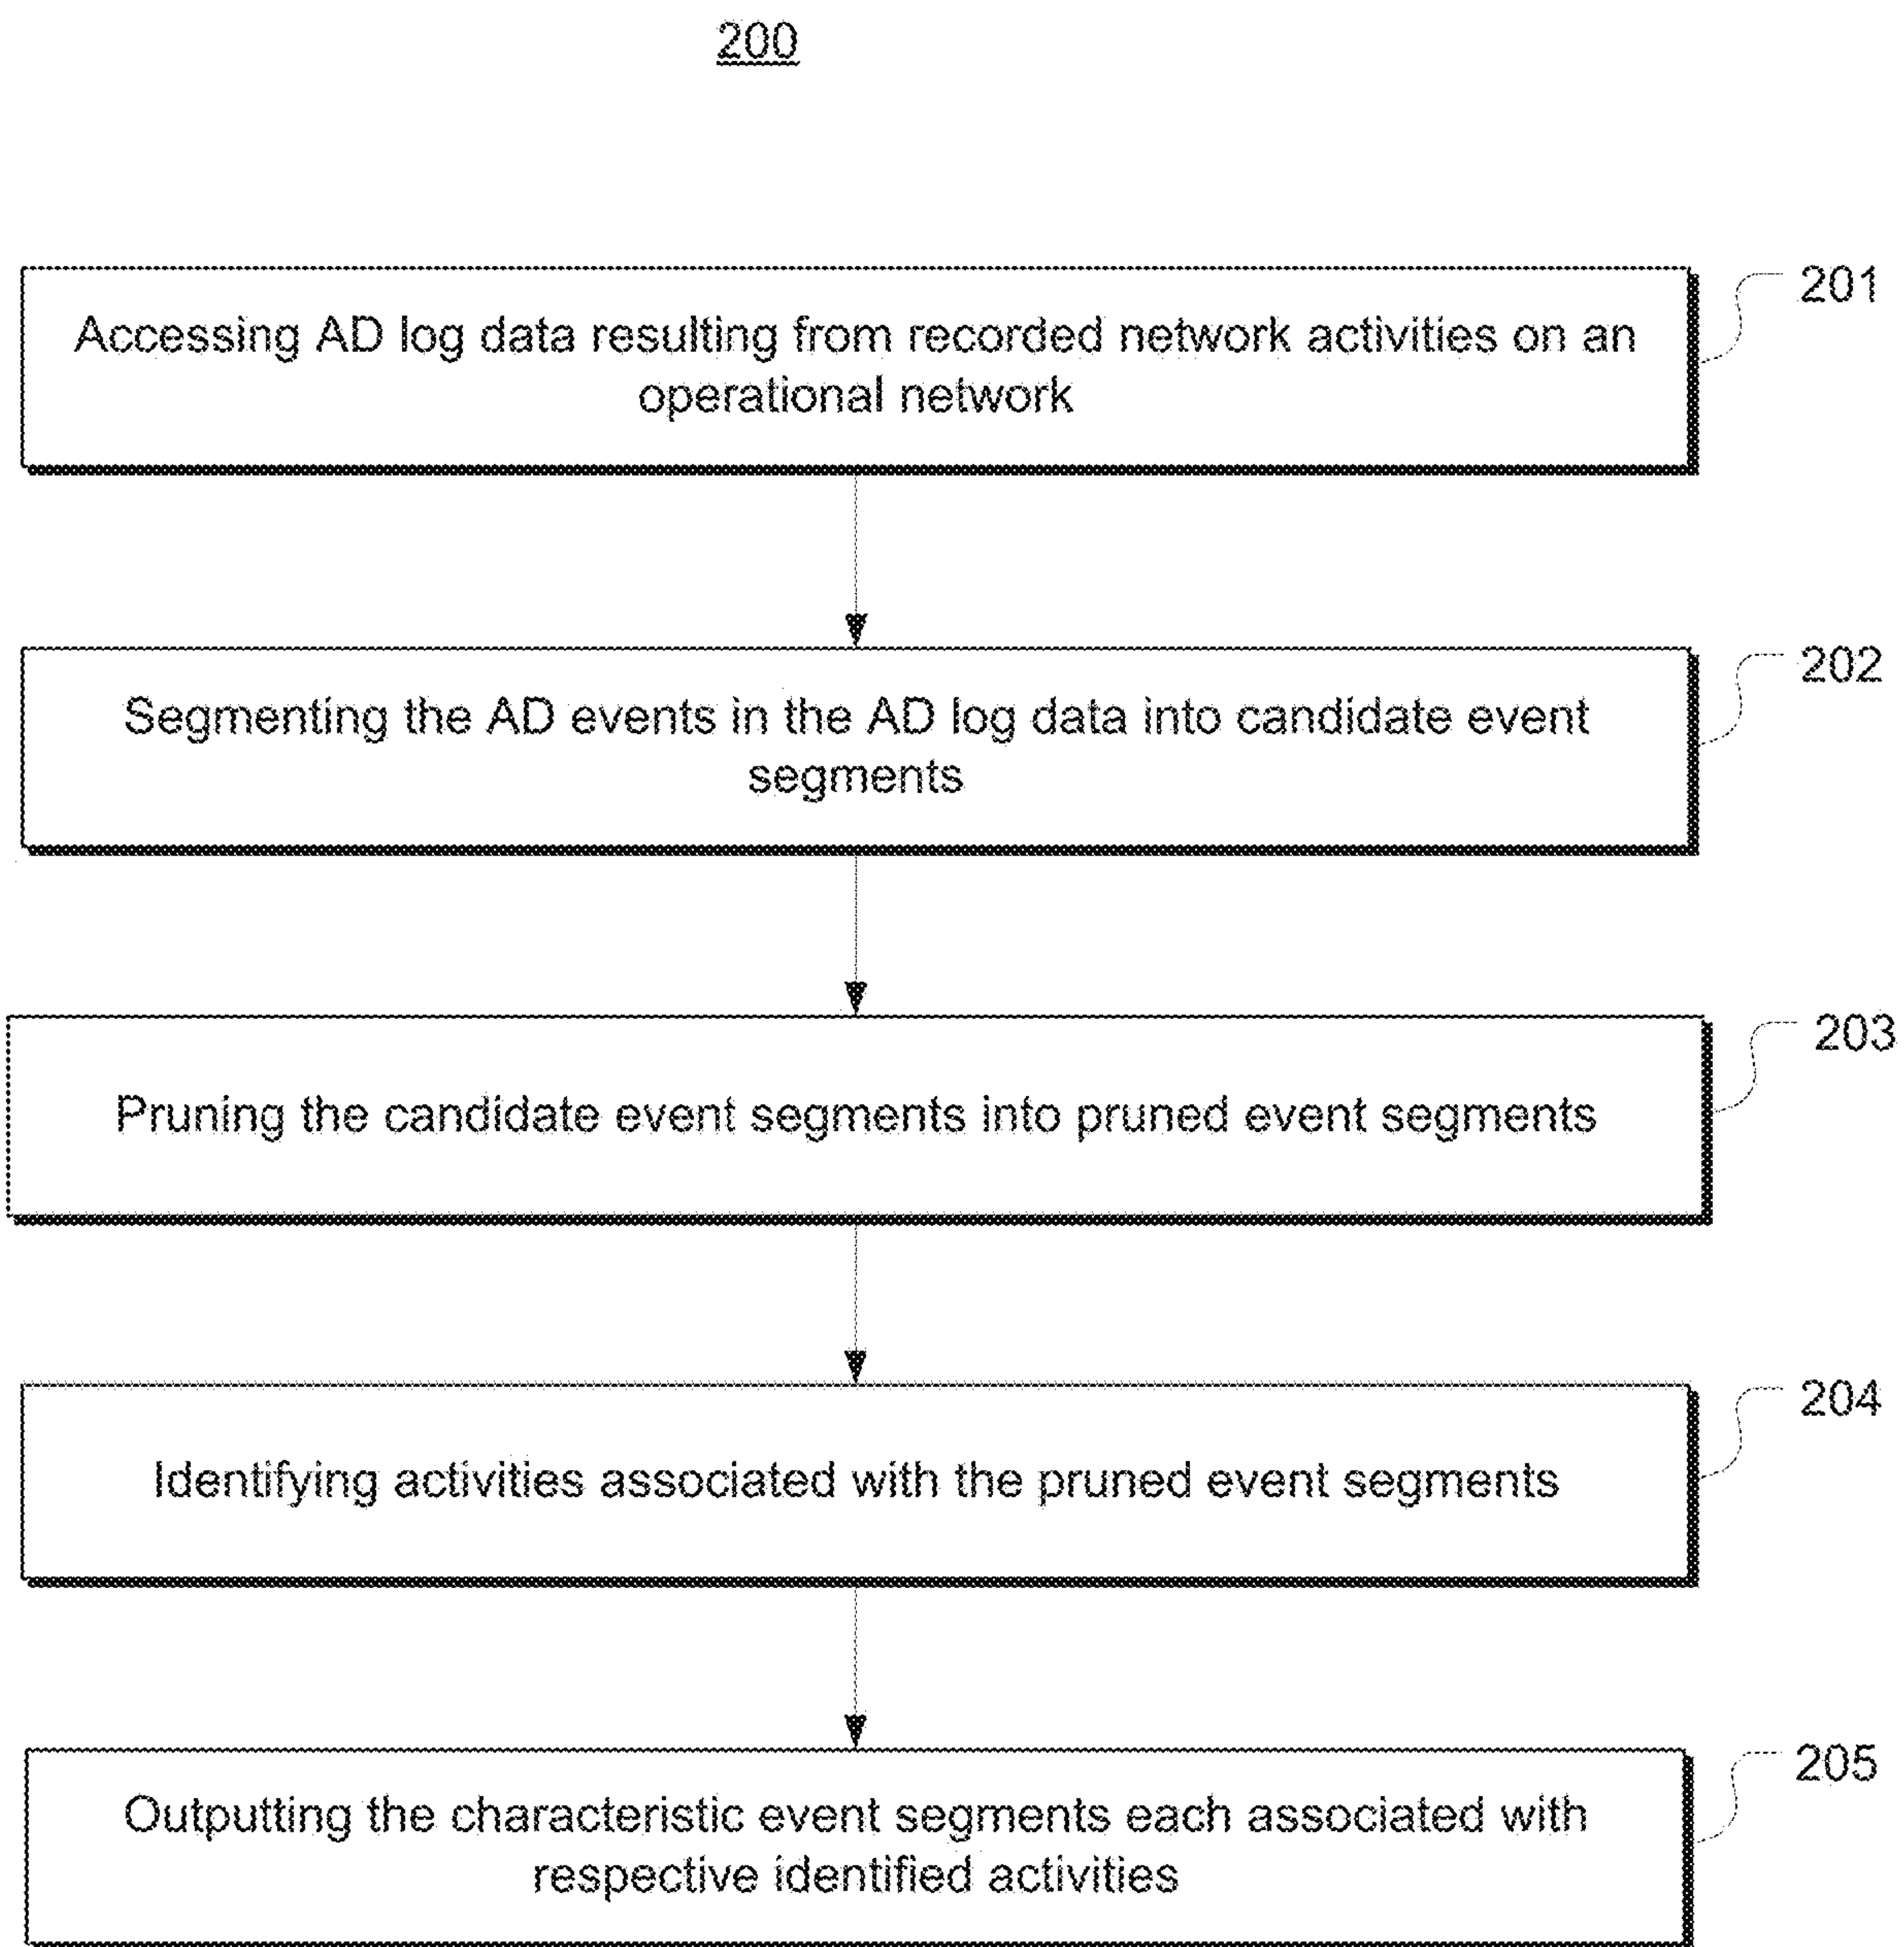 200
201
Accessing AD log data resulting from recorded network activities on an
operational network
202
Segmenting the AD events in the AD log data into candidate event
segments
203
Pruning the candidate event segments into pruned event segments
204
Identifying activities associated with the pruned event segments
205
Outputting the characteristic event segments each associated with
respective identified activities